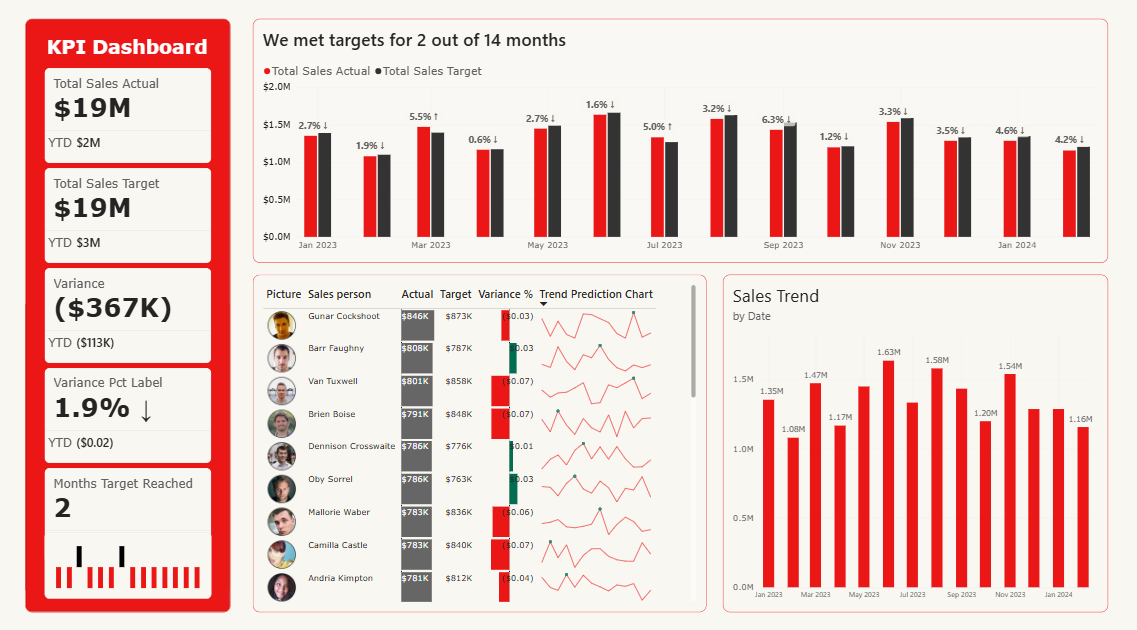 KPI Dashboard
Total Sales Actual
$19M
YTD $2M
Total Sales Target
$19M
YTD $3M
Variance
($367K)
YTD ($113K)
Variance Pct Label
1.9% ↓
YTD ($0.02)
Months Target Reached
2
We met targets for 2 out of 14 months
Total Sales Actual Total Sales Target
$2.0M
$1.5M
$1.0M
$0.5M
$0.0M
2.7% ↓ 1.9% ↓ 5.5% ↑ 0.6% ↓ 2.7% ↓ 1.6% ↓ 5.0% ↑ 3.2% ↓ 6.3% ↓ 1.2% ↓ 3.3% ↓ 3.5% ↓ 4.6% ↓ 4.2% ↓
Jan 2023 Mar 2023 May 2023 Jul 2023 Sep 2023 Nov 2023 Jan 2024
Picture Sales person Actual Target Variance % Trend Prediction Chart
Gunar Cockshoot $846K $873K ($0.03)
Barr Faughny $808K $787K $0.03
Van Tuxwell $801K $858K ($0.07)
Brien Boise $791K $848K ($0.07)
Dennison Crosswaite $786K $776K $0.01
Oby Sorrel $786K $763K $0.03
Mallorie Waber $783K $836K ($0.06)
Camilla Castle $783K $840K ($0.07)
Andria Kimpton $781K $812K ($0.04)
Sales Trend
by Date
1.5M
1.0M
0.5M
0.0M
1.35M 1.08M 1.47M 1.17M 1.63M 1.58M 1.20M 1.54M 1.16M
Jan 2023 Mar 2023 May 2023 Jul 2023 Sep 2023 Nov 2023 Jan 2024